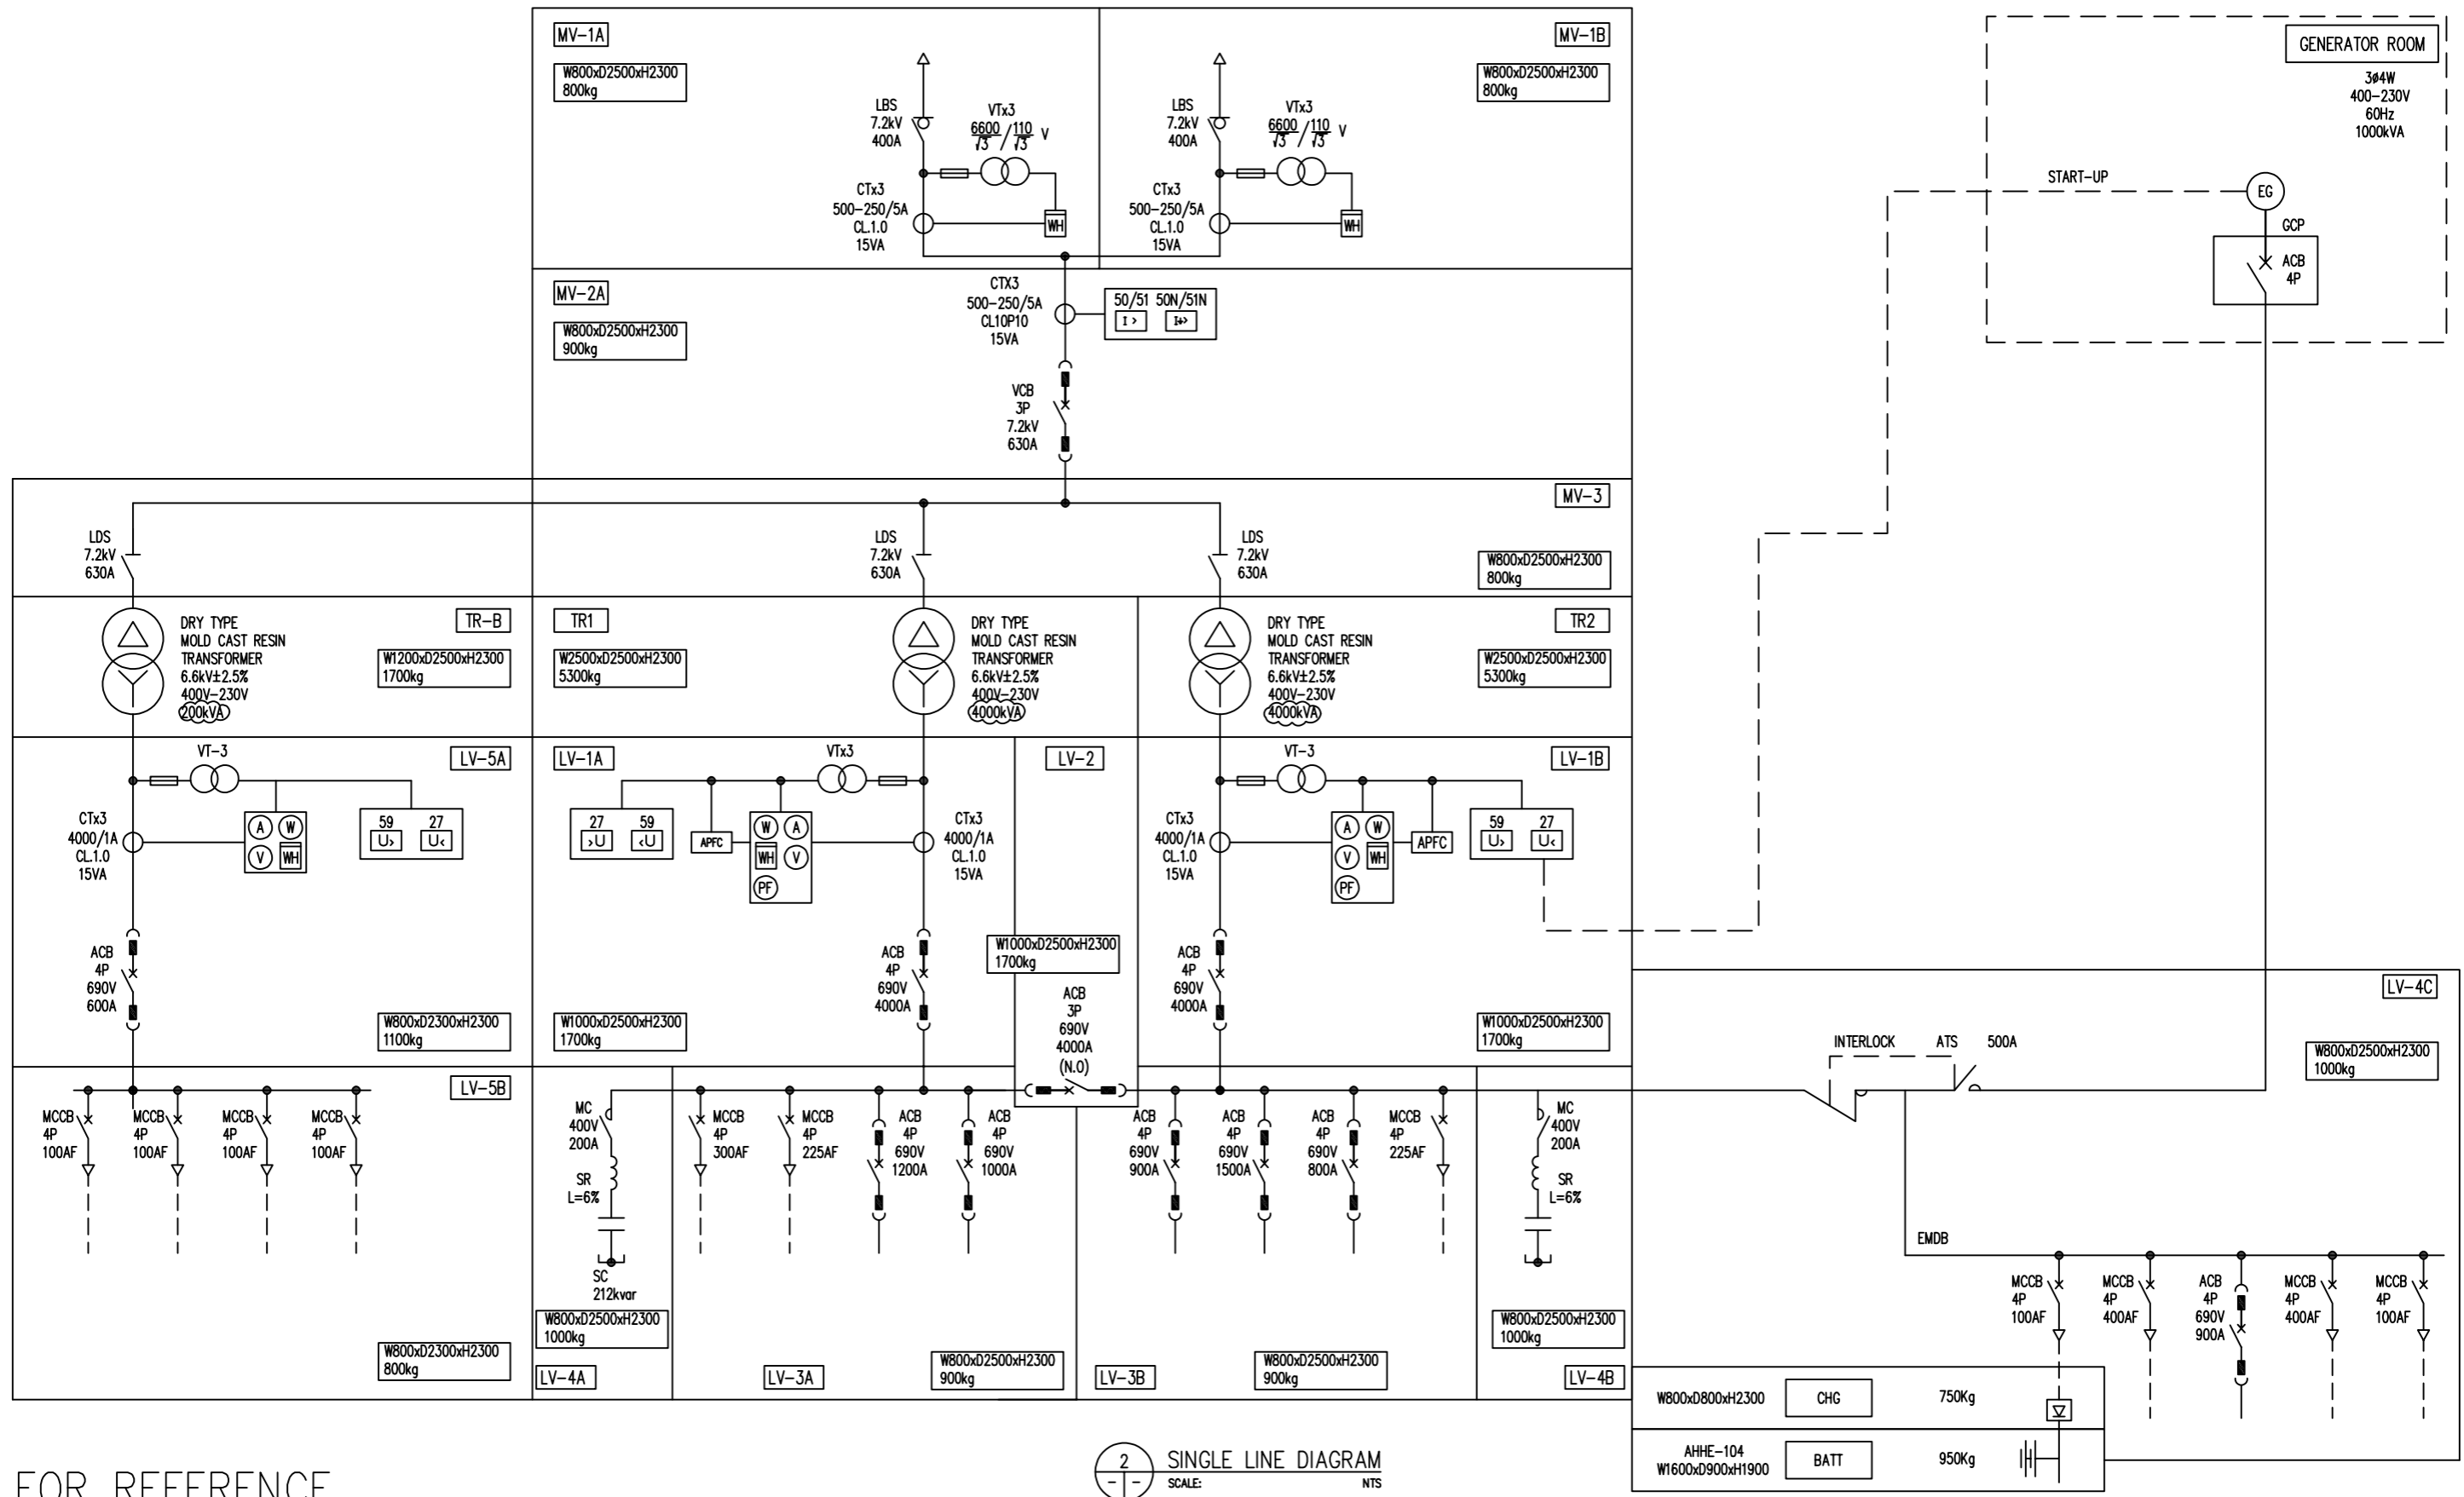 MV-1A
W800xD2500xH2300
800kg
LBS
7.2kV
400A
VTx3
6600/√3 / 110/√3 V
CTx3
500-250/5A
CL.1.0
15VA
WH
MV-1B
W800xD2500xH2300
800kg
LBS
7.2kV
400A
VTx3
6600/√3 / 110/√3 V
CTx3
500-250/5A
CL.1.0
15VA
WH
GENERATOR ROOM
3ø4W
400-230V
60Hz
1000kVA
START-UP
EG
GCP
ACB
4P
MV-2A
W800xD2500xH2300
900kg
CTX3
500-250/5A
CL10P10
15VA
50/51 50N/51N
I >
VCB
3P
7.2kV
630A
MV-3
W800xD2500xH2300
800kg
LDS
7.2kV
630A
LDS
7.2kV
630A
LDS
7.2kV
630A
DRY TYPE
MOLD CAST RESIN
TRANSFORMER
6.6kV±2.5%
400V-230V
200kVA
TR-B
W1200xD2500xH2300
1700kg
TR1
W2500xD2500xH2300
5300kg
DRY TYPE
MOLD CAST RESIN
TRANSFORMER
6.6kV±2.5%
400V-230V
4000kVA
DRY TYPE
MOLD CAST RESIN
TRANSFORMER
6.6kV±2.5%
400V-230V
4000kVA
TR2
W2500xD2500xH2300
5300kg
VT-3
LV-5A
CTx3
4000/1A
CL.1.0
15VA
A W
V WH
59 27
U> U<
ACB
4P
690V
600A
W800xD2300xH2300
1100kg
LV-1A
VTx3
27 59
>U <U
APFC
W A
WH V
PF
CTx3
4000/1A
CL.1.0
15VA
ACB
4P
690V
4000A
W1000xD2500xH2300
1700kg
LV-2
W1000xD2500xH2300
1700kg
ACB
3P
690V
4000A
(N.O)
VT-3
LV-1B
CTx3
4000/1A
CL.1.0
15VA
A W
V WH
PF
APFC
59 27
U> U<
ACB
4P
690V
4000A
W1000xD2500xH2300
1700kg
LV-4C
INTERLOCK ATS 500A
W800xD2500xH2300
1000kg
LV-5B
MCCB
4P
100AF
MCCB
4P
100AF
MCCB
4P
100AF
MCCB
4P
100AF
W800xD2300xH2300
800kg
MC
400V
200A
SR
L=6%
SC
212kvar
W800xD2500xH2300
1000kg
LV-4A
MCCB
4P
300AF
MCCB
4P
225AF
ACB
4P
690V
1200A
ACB
4P
690V
1000A
LV-3A
W800xD2500xH2300
900kg
ACB
4P
690V
900A
ACB
4P
690V
1500A
ACB
4P
690V
800A
MCCB
4P
225AF
LV-3B
W800xD2500xH2300
900kg
MC
400V
200A
SR
L=6%
W800xD2500xH2300
1000kg
LV-4B
EMDB
MCCB
4P
100AF
MCCB
4P
400AF
ACB
4P
690V
900A
MCCB
4P
400AF
MCCB
4P
100AF
W800xD800xH2300 CHG 750Kg
AHHE-104
W1600xD900xH1900
BATT 950Kg
FOR REFERENCE
2
- -
SINGLE LINE DIAGRAM
SCALE: NTS